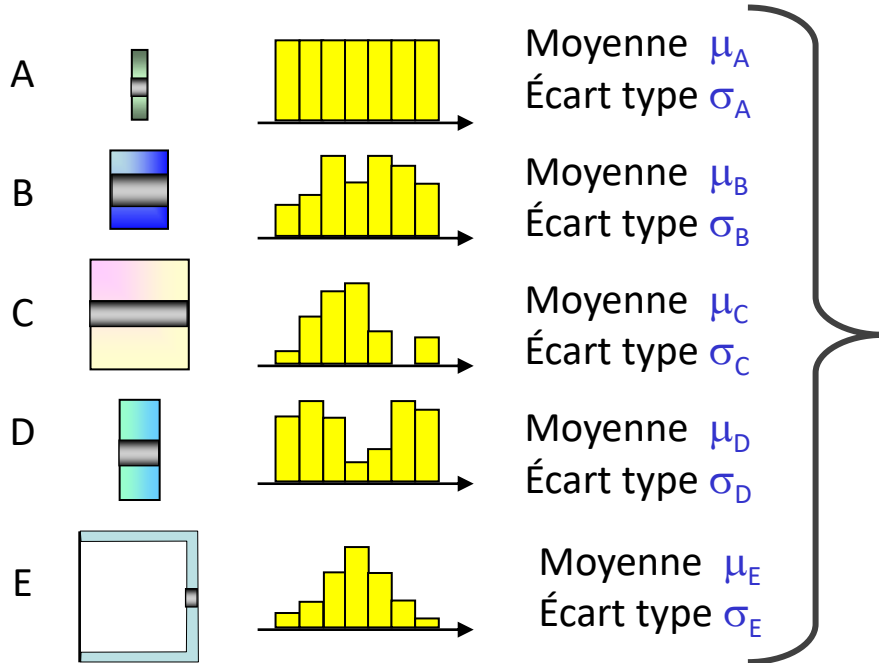 A
Moyenne μA
Écart type σA
B
Moyenne μB
Écart type σB
C
Moyenne μC
Écart type σC
D
Moyenne μD
Écart type σD
E
Moyenne μE
Écart type σE